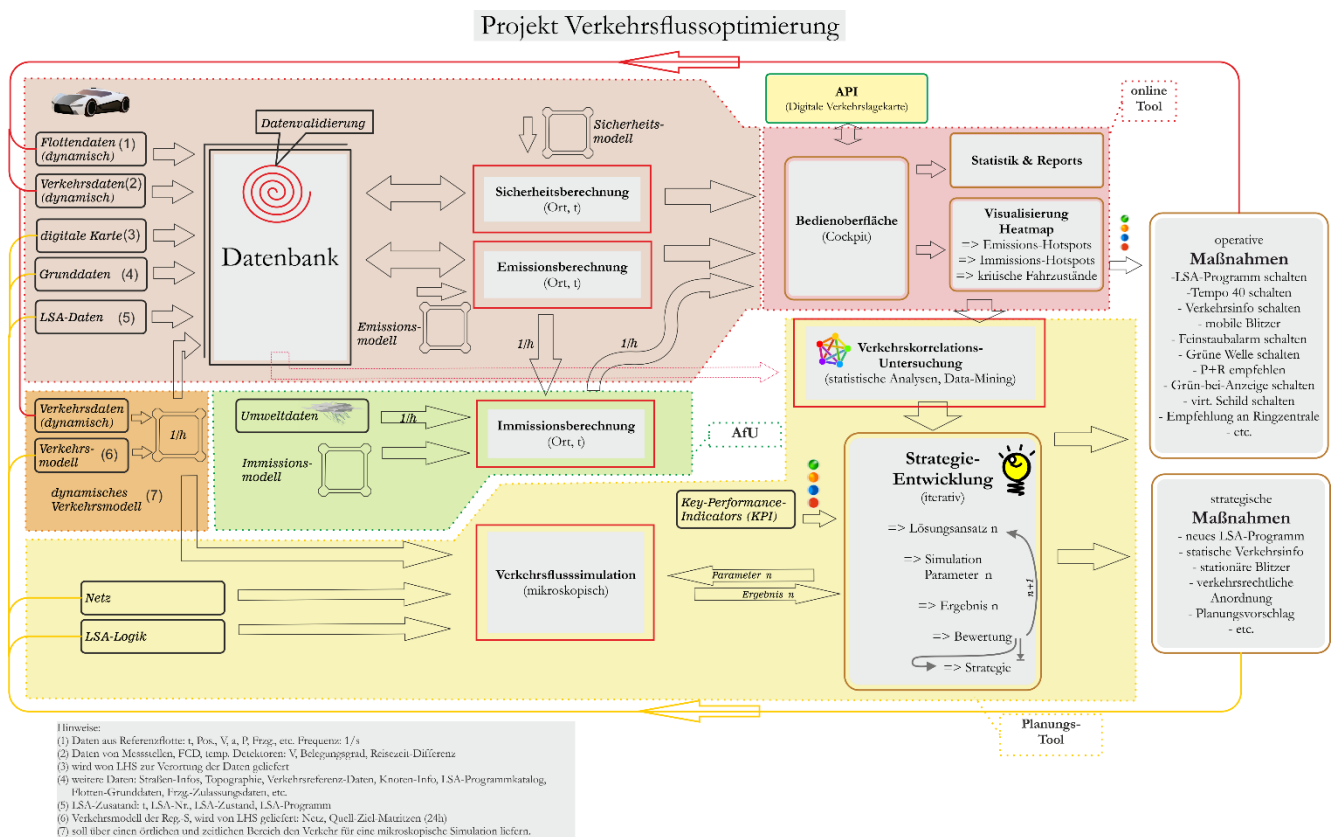 Projekt Verkehrsflussoptimierung
online
Tool
API
(Digitale Verkehrslagekarte)
Datenvalidierung
Sicherheits-
modell
Flottendaten (1)
(dynamisch)
Verkehrsdaten(2)
(dynamisch)
digitale Karte(3)
Grunddaten (4)
LSA-Daten (5)
Datenbank
Sicherheitsberechnung
(Ort, t)
Emissionsberechnung
(Ort, t)
Emissions-
modell
1/h
1/h
Bedienoberfläche
(Cockpit)
Statistik & Reports
Visualisierung
Heatmap
=> Emissions-Hotspots
=> Immissions-Hotspots
=> kritische Fahrzustände
operative
Maßnahmen
-LSA-Programm schalten
-Tempo 40 schalten
- Verkehrsinfo schalten
- mobile Blitzer
- Feinstaubalarm schalten
- Grüne Welle schalten
- P+R empfehlen
- Grün-bei-Anzeige schalten
- virt. Schild schalten
- Empfehlung an Ringzentrale
- etc.
Verkehrskorrelations-
Untersuchung
(statistische Analysen, Data-Mining)
Verkehrsdaten
(dynamisch)
Verkehrs-
modell (6)
1/h
dynamisches
Verkehrsmodell (7)
Umweltdaten
1/h
Immissions-
modell
Immissionsberechnung
(Ort, t)
AfU
Key-Performance-
Indicators (KPI)
Strategie-
Entwicklung
(iterativ)
=> Lösungsansatz n
=> Simulation
Parameter n
=> Ergebnis n
=> Bewertung
=> Strategie
n+1
strategische
Maßnahmen
- neues LSA-Programm
- statische Verkehrsinfo
- stationäre Blitzer
- verkehrsrechtliche
Anordnung
- Planungsvorschlag
- etc.
Netz
LSA-Logik
Verkehrsflusssimulation
(mikroskopisch)
Parameter n
Ergebnis n
Planungs-
Tool
Hinweise:
(1) Daten aus Referenzflotte: t, Pos., V, a, P, Frzg., etc. Frequenz: 1/s
(2) Daten von Messstellen, FCD, temp. Detektoren: V, Belegungsgrad, Reisezeit-Differenz
(3) wird won LHS zur Verortung der Daten geliefert
(4) weitere Daten: Straßen-Infos, Topographie, Verkehrsreferenz-Daten, Knoten-Info, LSA-Programmkatalog,
Flotten-Grunddaten, Frzg.-Zulassungsdaten, etc.
(5) LSA-Zusatand: t, LSA-Nr., LSA-Zustand, LSA-Programm
(6) Verkehrsmodell der Reg.-S, wird von LHS geliefert: Netz, Quell-Ziel-Matritzen (24h)
(7) soll über einen örtlichen und zeitlichen Bereich den Verkehr für eine mikroskopische Simulation liefern.